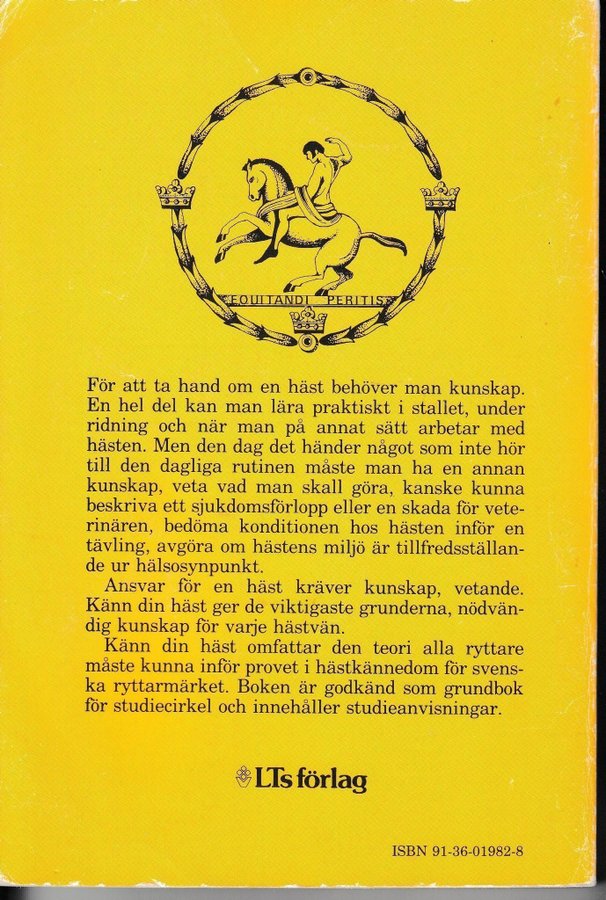 EQUITANDI PERITIS
För att ta hand om en häst behöver man kunskap.
En hel del kan man lära praktiskt i stallet, under
ridning och när man på annat sätt arbetar med
hästen. Men den dag det händer något som inte hör
till den dagliga rutinen måste man ha en annan
kunskap, veta vad man skall göra, kanske kunna
beskriva ett sjukdomsförlopp eller en skada för vete-
rinären, bedöma konditionen hos hästen inför en
tävling, avgöra om hästens miljö är tillfredsställan-
de ur hälsosynpunkt.
Ansvar för en häst kräver kunskap, vetande.
Känn din häst ger de viktigaste grunderna, nödvän-
dig kunskap för varje hästvän.
Känn din häst omfattar den teori alla ryttare
måste kunna inför provet i hästkännedom för svens-
ka ryttarmärket. Boken är godkänd som grundbok
för studiecirkel och innehåller studieanvisningar.
LTs förlag
ISBN 91-36-01982-8